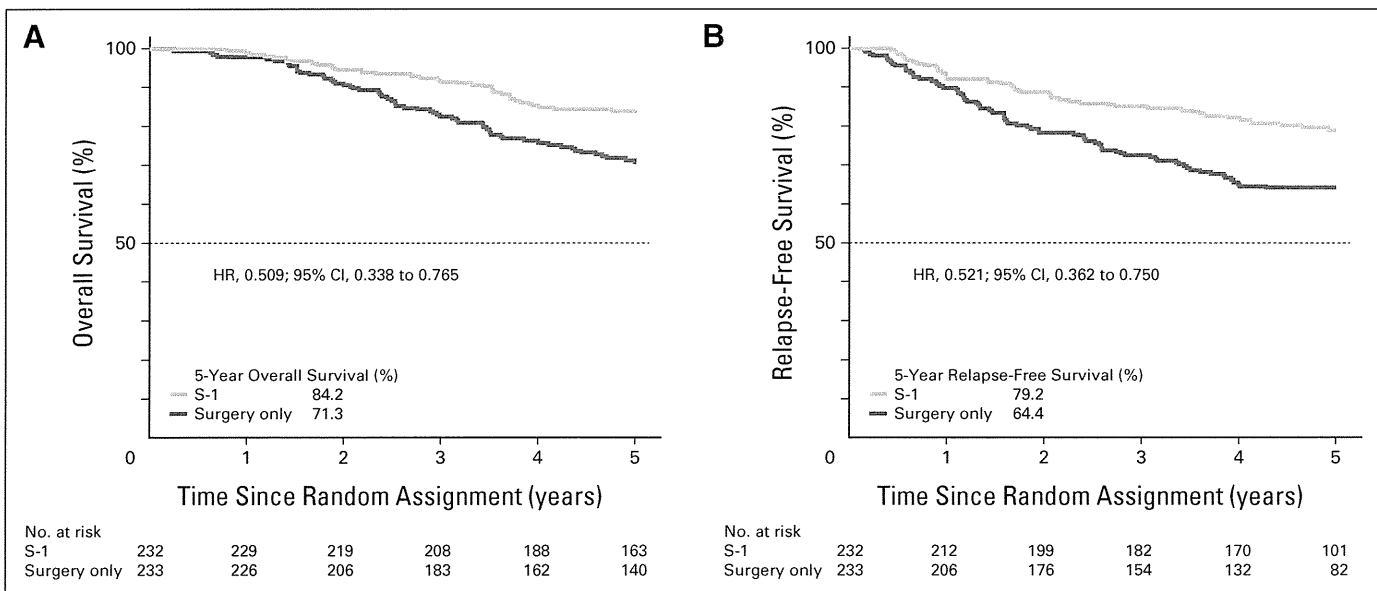 A
Overall Survival (%)
100
50
HR, 0.509; 95% CI, 0.338 to 0.765
5-Year Overall Survival (%)
S-1 84.2
Surgery only 71.3
0 1 2 3 4 5
Time Since Random Assignment (years)
No. at risk
S-1 232 229 219 208 188 163
Surgery only 233 226 206 183 162 140
B
Relapse-Free Survival (%)
100
50
HR, 0.521; 95% CI, 0.362 to 0.750
5-Year Relapse-Free Survival (%)
S-1 79.2
Surgery only 64.4
0 1 2 3 4 5
Time Since Random Assignment (years)
No. at risk
S-1 232 212 199 182 170 101
Surgery only 233 206 176 154 132 82